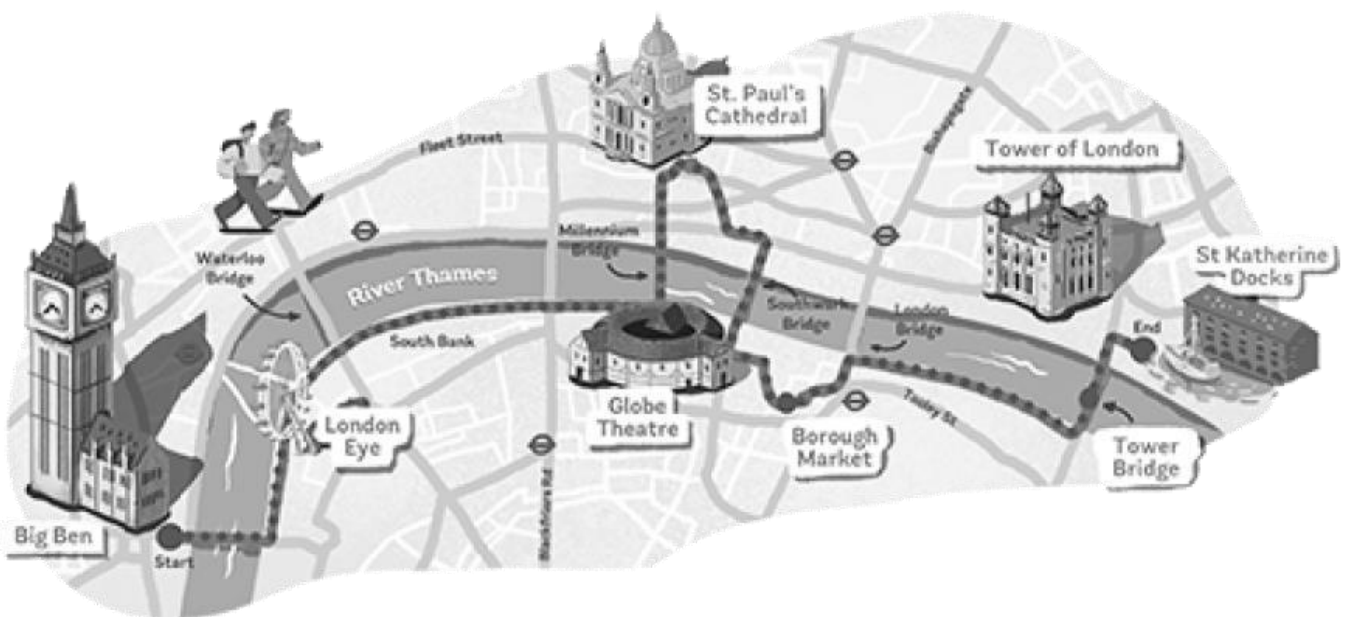 St. Paul's
Cathedral
Bishopsgate
Fleet Street
Tower of London
Millennium
Bridge
Waterloo
Bridge
River Thames
St Katherine
Docks
Southwark
Bridge
London
Bridge
End
South Bank
Globe
Theatre
Tooley St
London
Eye
Borough
Market
Tower
Bridge
Blackfriars Rd
Big Ben
Start